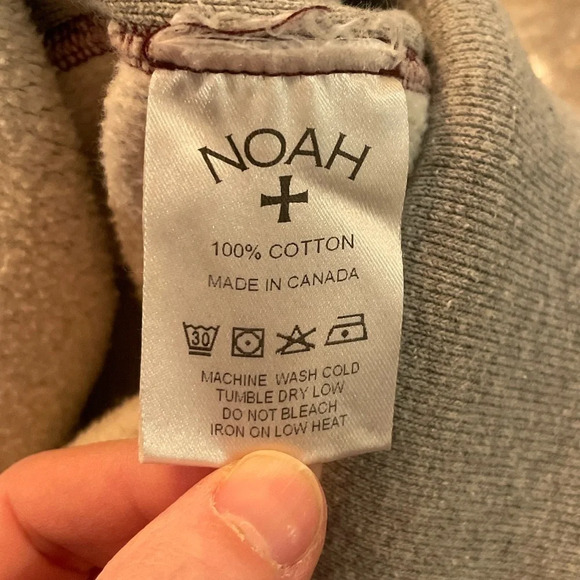 NOAH
100% COTTON
MADE IN CANADA
30
MACHINE WASH COLD
TUMBLE DRY LOW
DO NOT BLEACH
IRON ON LOW HEAT